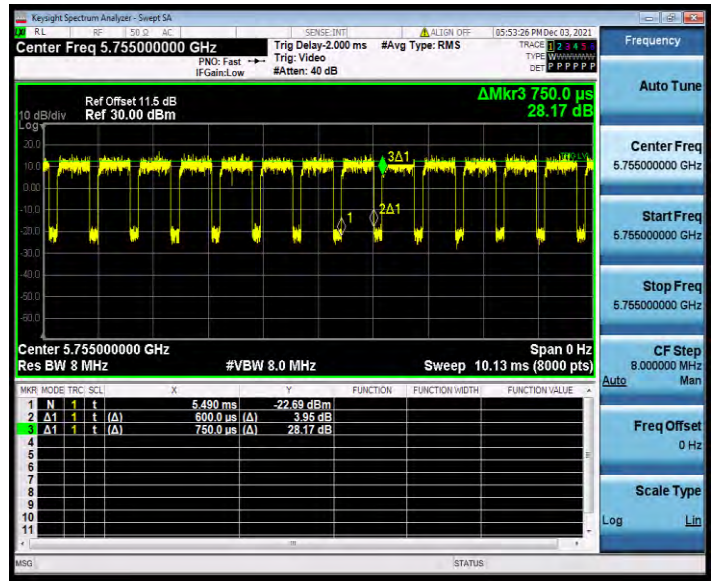 Keysight Spectrum Analyzer - Swept SA
LXI RL RF 50 Ω AC SENSE:INT ALIGN OFF 05:53:26 PM Dec 03, 2021
Center Freq 5.755000000 GHz
PNO: Fast
IFGain:Low
Trig Delay-2.000 ms
Trig: Video
#Atten: 40 dB
#Avg Type: RMS
TRACE 1 2 3 4 5 6
TYPE WWWWWW
DET P P P P P P
Frequency
Ref Offset 11.5 dB
Ref 30.00 dBm
10 dB/div
Log
ΔMkr3 750.0 µs
28.17 dB
20.0
10.0
0.00
-10.0
-20.0
-30.0
-40.0
-50.0
-60.0
3Δ1
TRIG LVL
1
2Δ1
Center 5.755000000 GHz
Span 0 Hz
Res BW 8 MHz
#VBW 8.0 MHz
Sweep 10.13 ms (8000 pts)
MKR MODE TRC SCL X Y FUNCTION FUNCTION WIDTH FUNCTION VALUE
1 N 1 t 5.490 ms -22.69 dBm
2 Δ1 1 t (Δ) 600.0 µs (Δ) 3.95 dB
3 Δ1 1 t (Δ) 750.0 µs (Δ) 28.17 dB
4
5
6
7
8
9
10
11
MSG
STATUS
Auto Tune
Center Freq
5.755000000 GHz
Start Freq
5.755000000 GHz
Stop Freq
5.755000000 GHz
CF Step
8.000000 MHz
Auto Man
Freq Offset
0 Hz
Scale Type
Log Lin